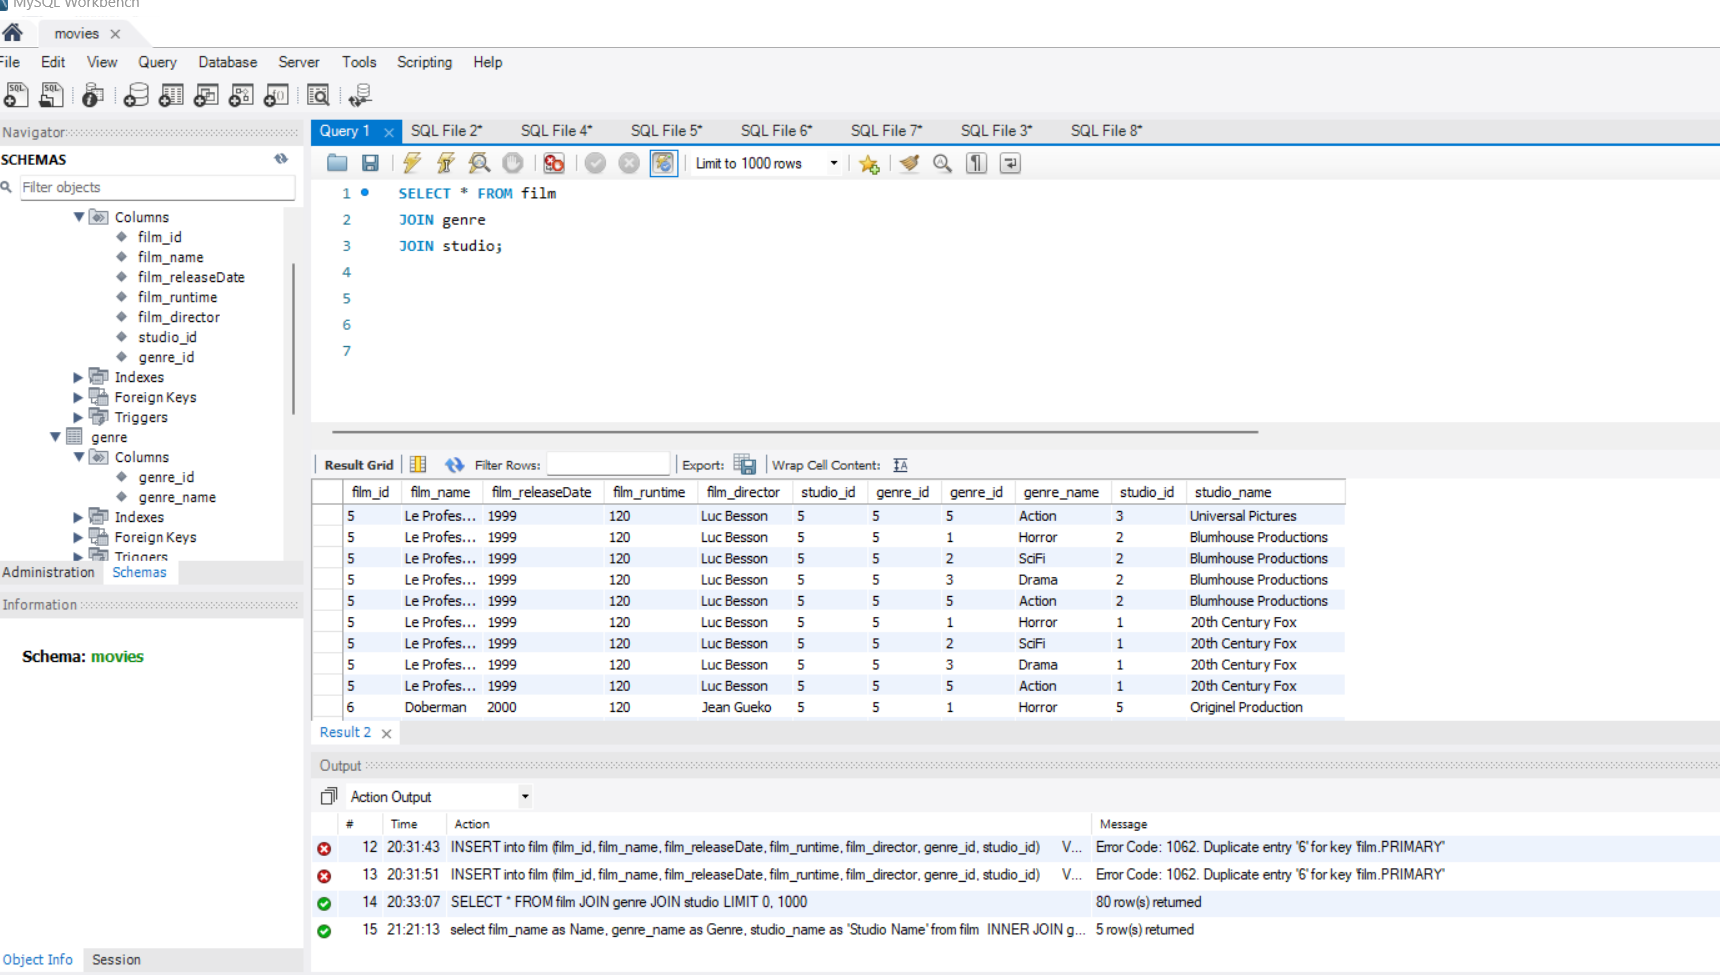 MySQL Workbench
movies
File Edit View Query Database Server Tools Scripting Help
Navigator
Query 1 SQL File 2* SQL File 4* SQL File 5* SQL File 6* SQL File 7* SQL File 3* SQL File 8*
SCHEMAS
Limit to 1000 rows
Filter objects
Columns
film_id
film_name
film_releaseDate
film_runtime
film_director
studio_id
genre_id
Indexes
Foreign Keys
Triggers
genre
Columns
genre_id
genre_name
Indexes
Foreign Keys
Triggers
Administration Schemas
Information
Schema: movies
Object Info Session
1 SELECT * FROM film
2 JOIN genre
3 JOIN studio;
4
5
6
7
Result Grid Filter Rows: Export: Wrap Cell Content:
film_id film_name film_releaseDate film_runtime film_director studio_id genre_id genre_id genre_name studio_id studio_name
5 Le Profes... 1999 120 Luc Besson 5 5 5 Action 3 Universal Pictures
5 Le Profes... 1999 120 Luc Besson 5 5 1 Horror 2 Blumhouse Productions
5 Le Profes... 1999 120 Luc Besson 5 5 2 SciFi 2 Blumhouse Productions
5 Le Profes... 1999 120 Luc Besson 5 5 3 Drama 2 Blumhouse Productions
5 Le Profes... 1999 120 Luc Besson 5 5 5 Action 2 Blumhouse Productions
5 Le Profes... 1999 120 Luc Besson 5 5 1 Horror 1 20th Century Fox
5 Le Profes... 1999 120 Luc Besson 5 5 2 SciFi 1 20th Century Fox
5 Le Profes... 1999 120 Luc Besson 5 5 3 Drama 1 20th Century Fox
5 Le Profes... 1999 120 Luc Besson 5 5 5 Action 1 20th Century Fox
6 Doberman 2000 120 Jean Gueko 5 5 1 Horror 5 Originel Production
Result 2
Output
Action Output
# Time Action Message
12 20:31:43 INSERT into film (film_id, film_name, film_releaseDate, film_runtime, film_director, genre_id, studio_id) V... Error Code: 1062. Duplicate entry '6' for key 'film.PRIMARY'
13 20:31:51 INSERT into film (film_id, film_name, film_releaseDate, film_runtime, film_director, genre_id, studio_id) V... Error Code: 1062. Duplicate entry '6' for key 'film.PRIMARY'
14 20:33:07 SELECT * FROM film JOIN genre JOIN studio LIMIT 0, 1000 80 row(s) returned
15 21:21:13 select film_name as Name, genre_name as Genre, studio_name as 'Studio Name' from film INNER JOIN g... 5 row(s) returned